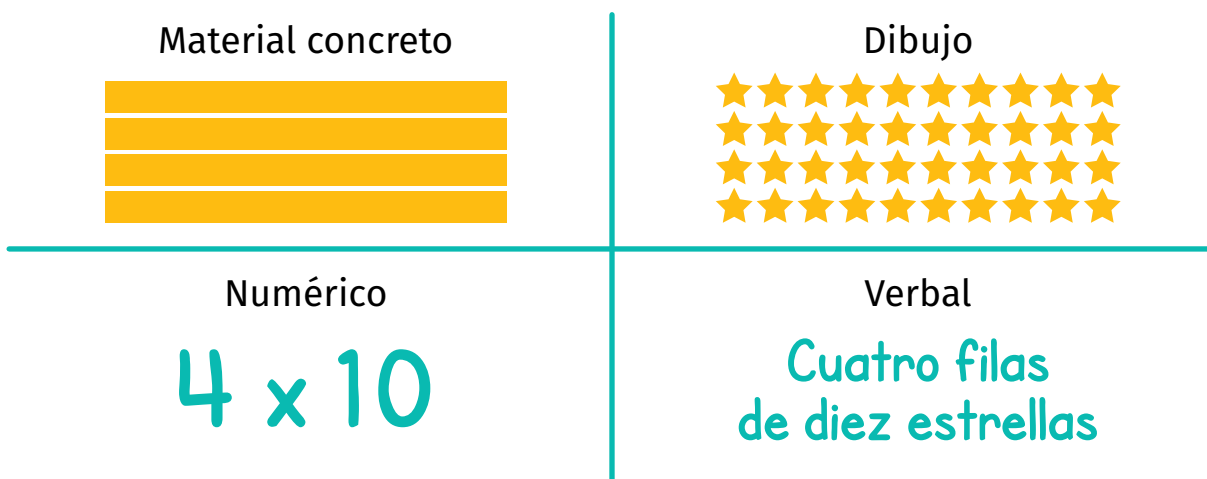 Material concreto
Dibujo
Numérico
4 x 10
Verbal
Cuatro filas
de diez estrellas